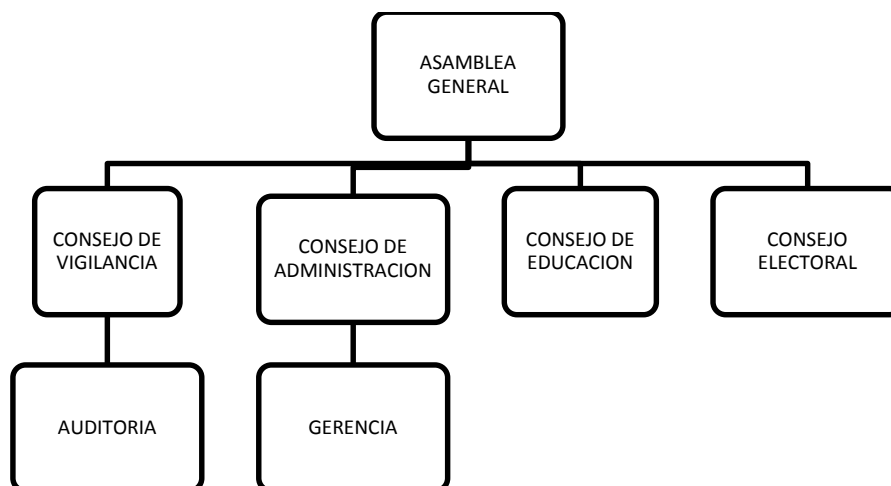 ASAMBLEA
GENERAL
CONSEJO DE
VIGILANCIA
CONSEJO DE
ADMINISTRACION
CONSEJO DE
EDUCACION
CONSEJO
ELECTORAL
AUDITORIA
GERENCIA